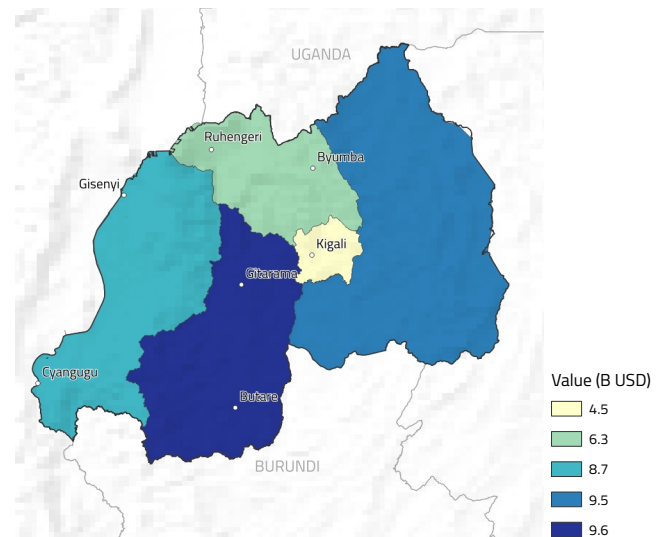 UGANDA
Ruhengeri
Byumba
Gisenyi
Kigali
Gitarama
Cyangugu
Butare
BURUNDI
Value (B USD)
4.5
6.3
8.7
9.5
9.6